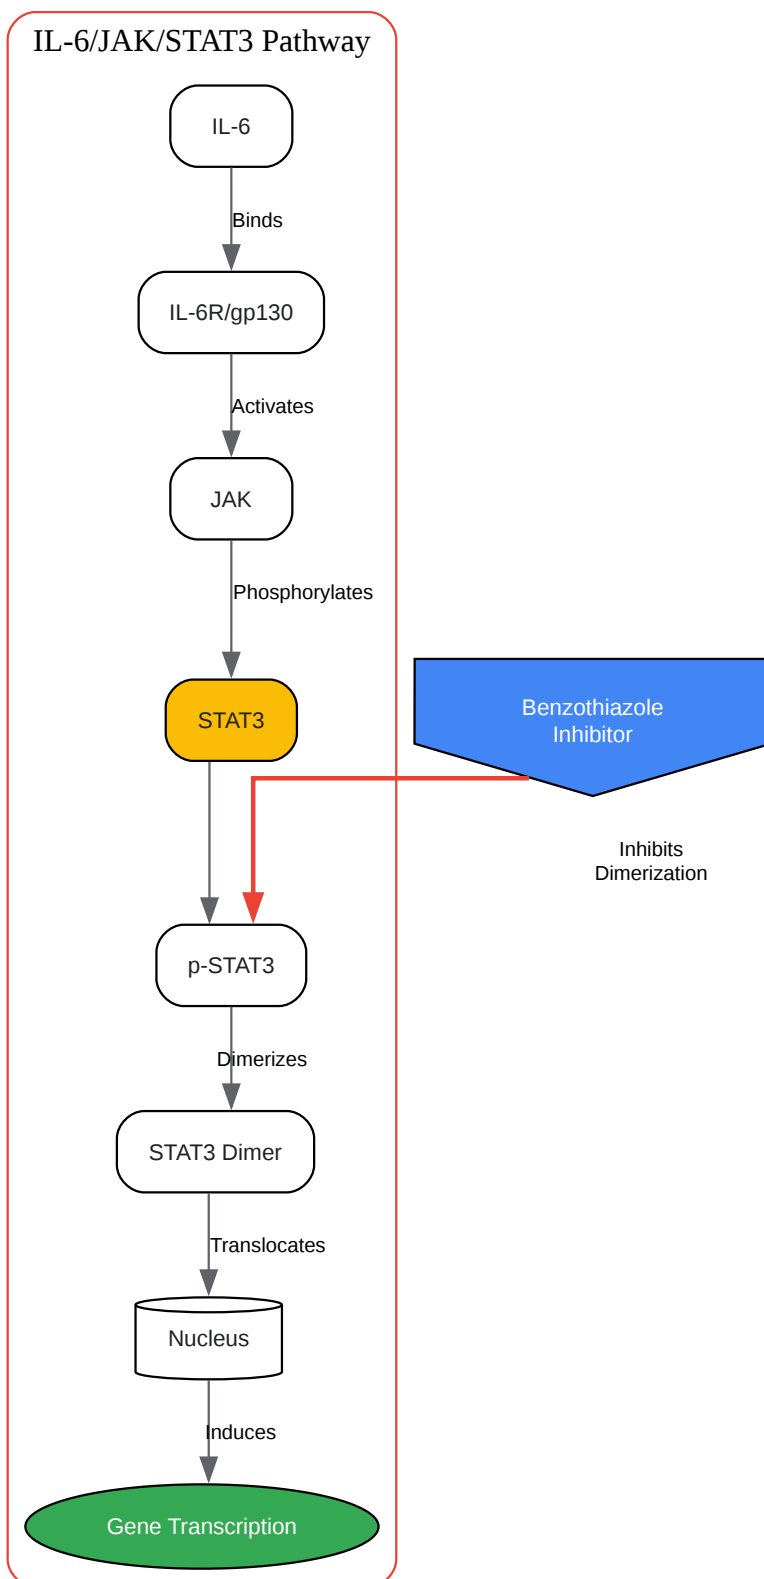 IL-6/JAK/STAT3 Pathway
IL-6
Binds
IL-6R/gp130
Activates
JAK
Phosphorylates
STAT3
Benzothiazole
Inhibitor
Inhibits
Dimerization
p-STAT3
Dimerizes
STAT3 Dimer
Translocates
Nucleus
Induces
Gene Transcription